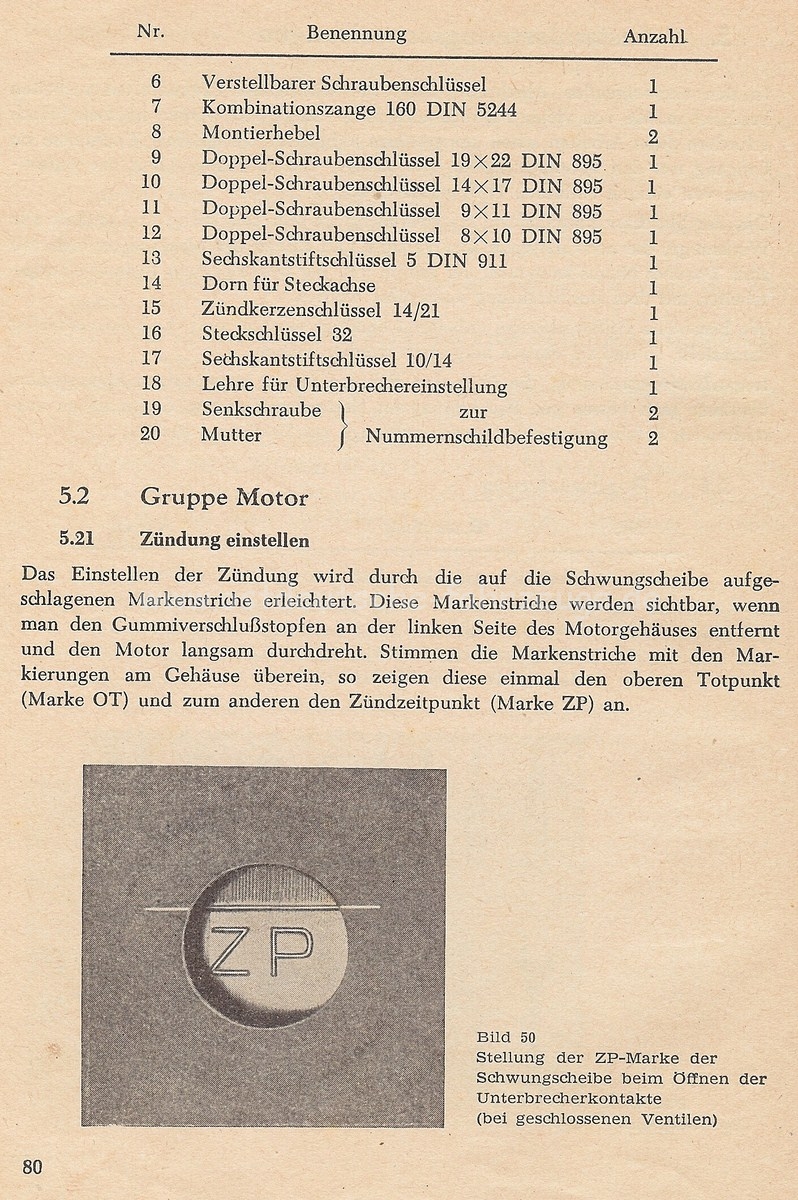 Nr. Benennung Anzahl
6 Verstellbarer Schraubenschlüssel 1
7 Kombinationszange 160 DIN 5244 1
8 Montierhebel 2
9 Doppel-Schraubenschlüssel 19×22 DIN 895 1
10 Doppel-Schraubenschlüssel 14×17 DIN 895 1
11 Doppel-Schraubenschlüssel 9×11 DIN 895 1
12 Doppel-Schraubenschlüssel 8×10 DIN 895 1
13 Sechskantstiftschlüssel 5 DIN 911 1
14 Dorn für Steckachse 1
15 Zündkerzenschlüssel 14/21 1
16 Steckschlüssel 32 1
17 Sechskantstiftschlüssel 10/14 1
18 Lehre für Unterbrechereinstellung 1
19 Senkschraube } zur 2
20 Mutter } Nummernschildbefestigung 2
5.2 Gruppe Motor
5.21 Zündung einstellen
Das Einstellen der Zündung wird durch die auf die Schwungscheibe aufge-
schlagenen Markenstriche erleichtert. Diese Markenstriche werden sichtbar, wenn
man den Gummiverschlußstopfen an der linken Seite des Motorgehäuses entfernt
und den Motor langsam durchdreht. Stimmen die Markenstriche mit den Mar-
kierungen am Gehäuse überein, so zeigen diese einmal den oberen Totpunkt
(Marke OT) und zum anderen den Zündzeitpunkt (Marke ZP) an.
ZP
Bild 50
Stellung der ZP-Marke der
Schwungscheibe beim Öffnen der
Unterbrecherkontakte
(bei geschlossenen Ventilen)
80